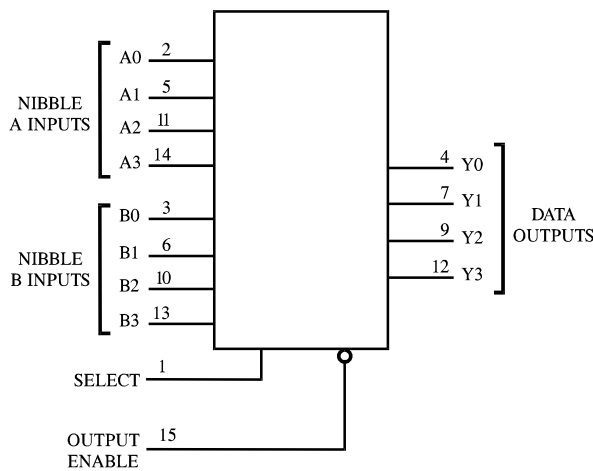 A0 2
A1 5
NIBBLE
A INPUTS
A2 11
A3 14
B0 3
B1 6
NIBBLE
B INPUTS
B2 10
B3 13
4 Y0
7 Y1
9 Y2
12 Y3
DATA
OUTPUTS
SELECT 1
OUTPUT
ENABLE 15